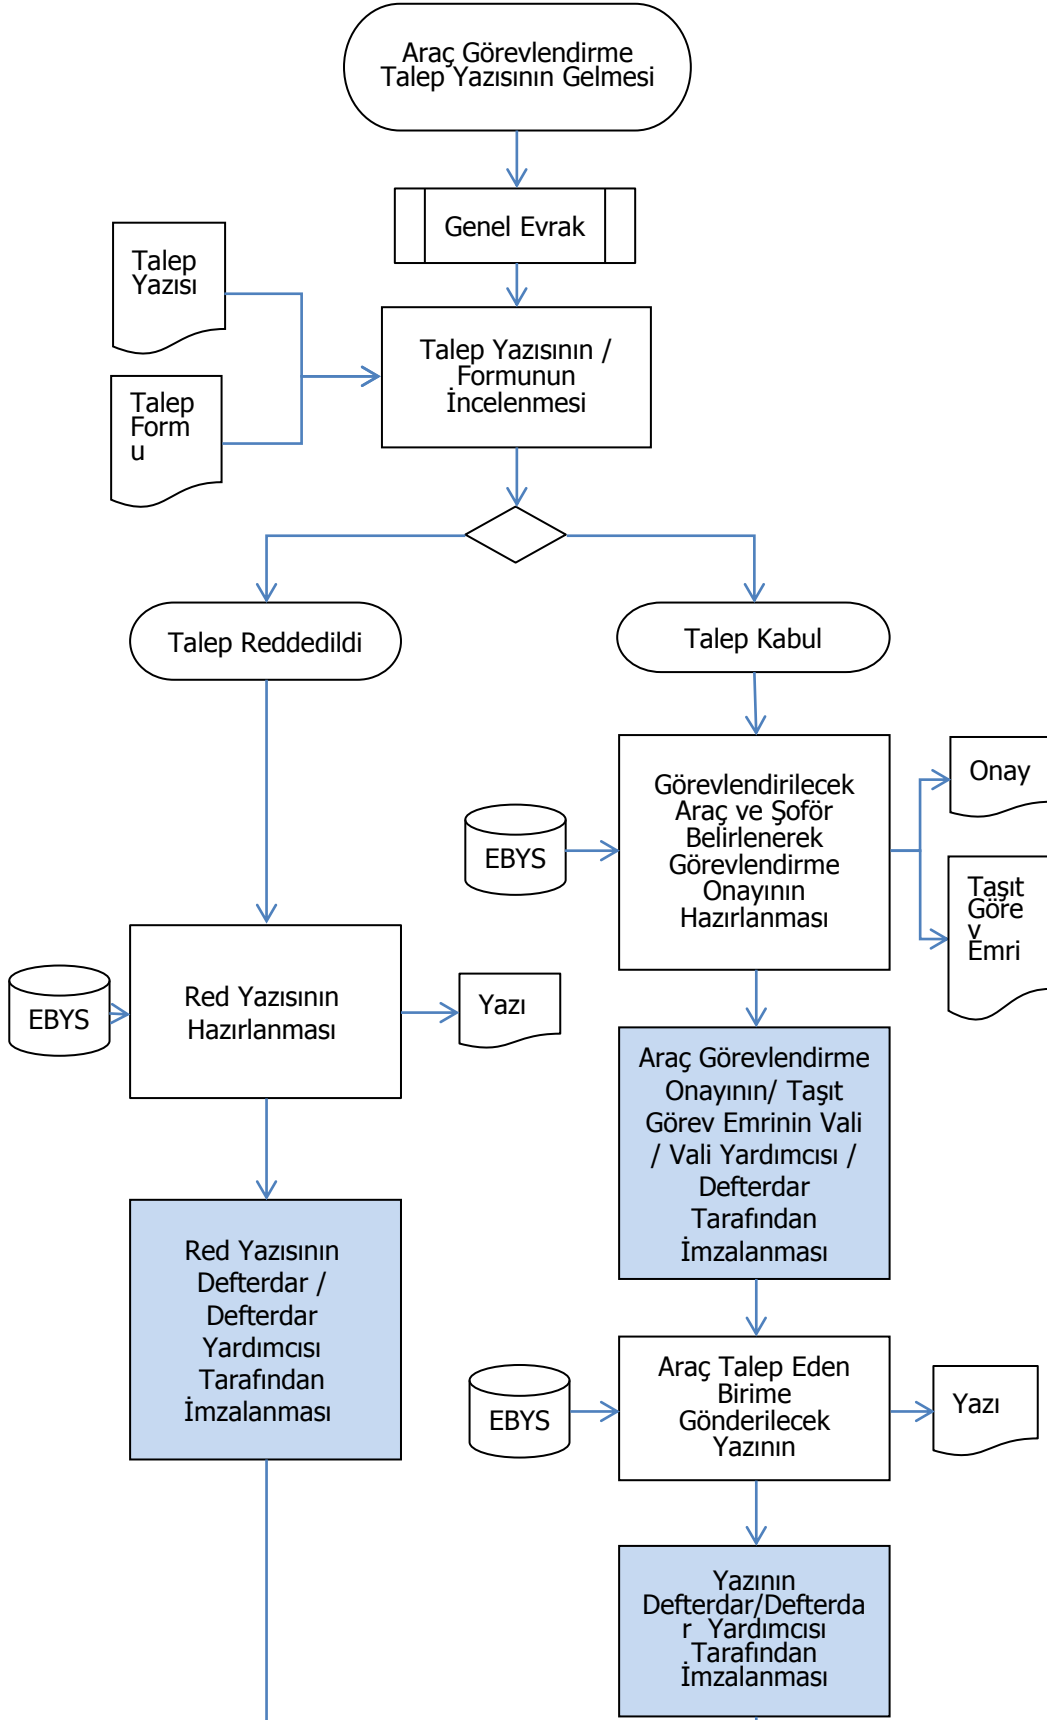 Araç Görevlendirme
Talep Yazısının Gelmesi
Genel Evrak
Talep
Yazısı
Talep Yazısının /
Formunun
İncelenmesi
Talep
Form
u
Talep Reddedildi
Talep Kabul
Görevlendirilecek
Araç ve Şoför
Belirlenerek
Görevlendirme
Onayının
Hazırlanması
Onay
EBYS
Taşıt
Göre
v
Emri
Red Yazısının
Hazırlanması
EBYS
Yazı
Araç Görevlendirme
Onayının/ Taşıt
Görev Emrinin Vali
/ Vali Yardımcısı /
Defterdar
Tarafından
İmzalanması
Red Yazısının
Defterdar /
Defterdar
Yardımcısı
Tarafından
İmzalanması
Araç Talep Eden
Birime
Gönderilecek
Yazının
EBYS
Yazı
Yazının
Defterdar/Defterda
r  Yardımcısı
Tarafından
İmzalanması